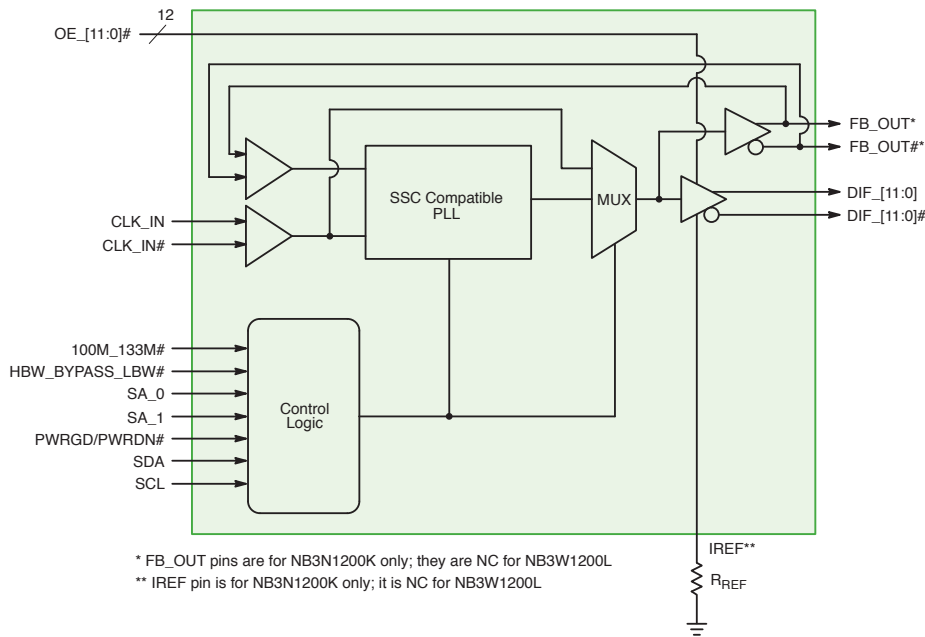 12
OE_[11:0]#
FB_OUT*
FB_OUT#*
SSC Compatible
PLL
MUX
DIF_[11:0]
DIF_[11:0]#
CLK_IN
CLK_IN#
100M_133M#
HBW_BYPASS_LBW#
SA_0
SA_1
PWRGD/PWRDN#
SDA
SCL
Control
Logic
IREF**
* FB_OUT pins are for NB3N1200K only; they are NC for NB3W1200L
** IREF pin is for NB3N1200K only; it is NC for NB3W1200L
RREF